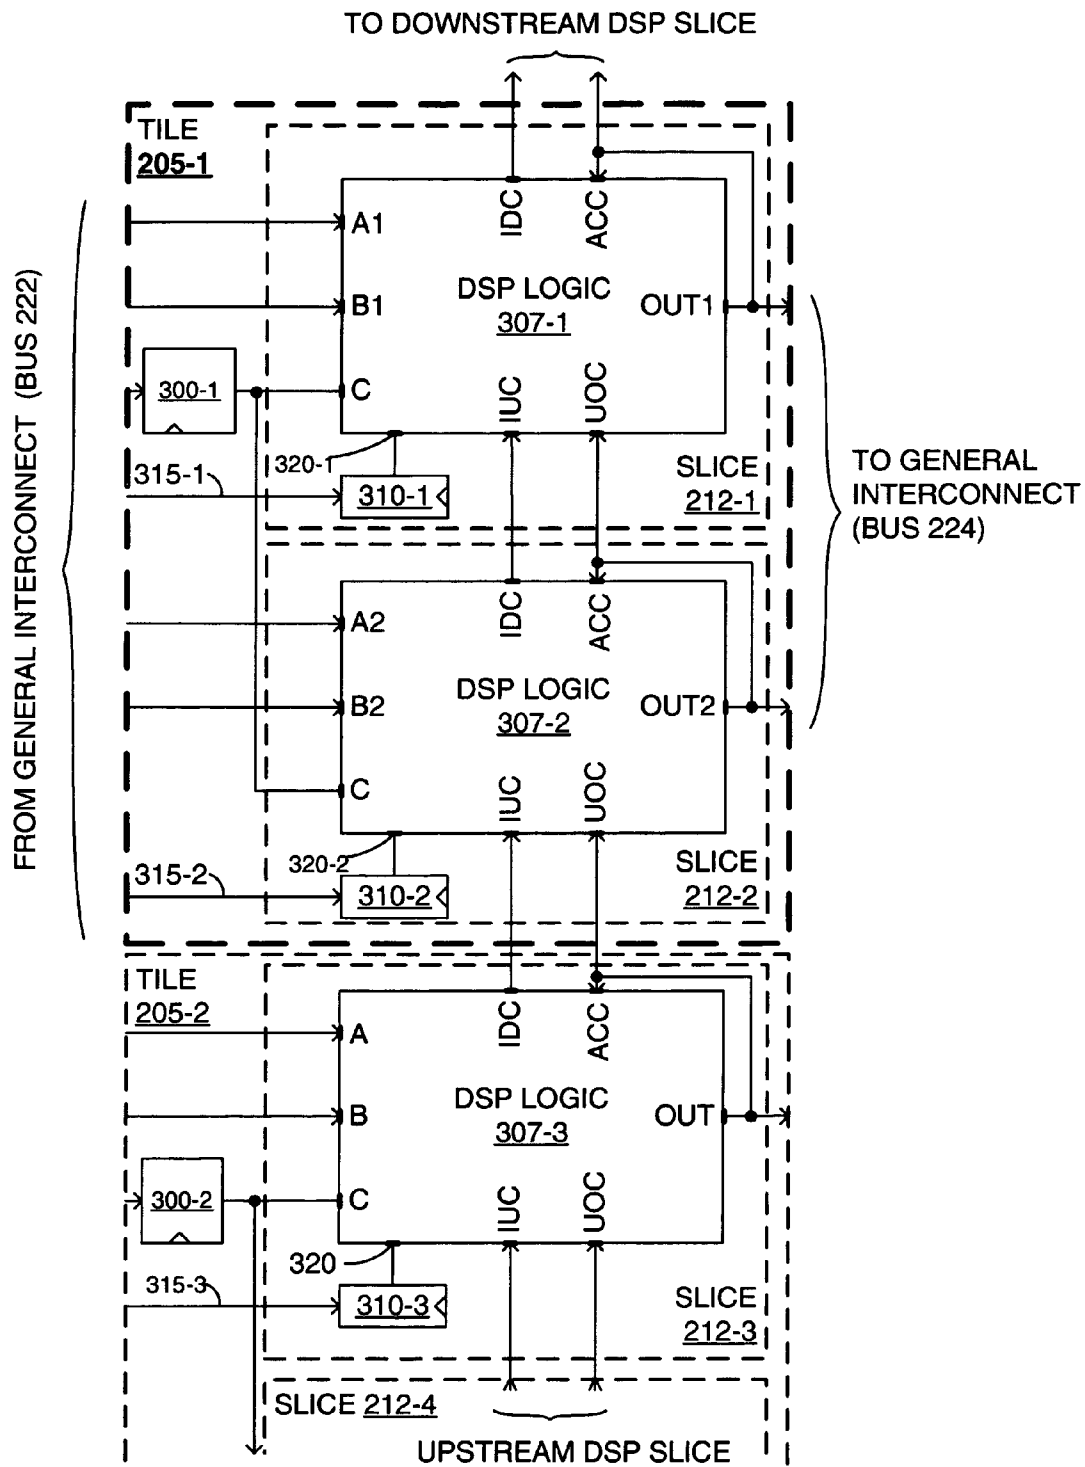 TO DOWNSTREAM DSP SLICE
TILE
205-1
FROM GENERAL INTERCONNECT (BUS 222)
A1
IDC
ACC
DSP LOGIC
307-1
B1
OUT1
300-1
C
IUC
UOC
320-1
315-1
310-1
SLICE
212-1
TO GENERAL
INTERCONNECT
(BUS 224)
A2
IDC
ACC
DSP LOGIC
307-2
B2
OUT2
C
IUC
UOC
320-2
315-2
310-2
SLICE
212-2
TILE
205-2
A
IDC
ACC
DSP LOGIC
307-3
B
OUT
300-2
C
IUC
UOC
320
315-3
310-3
SLICE
212-3
SLICE 212-4
UPSTREAM DSP SLICE